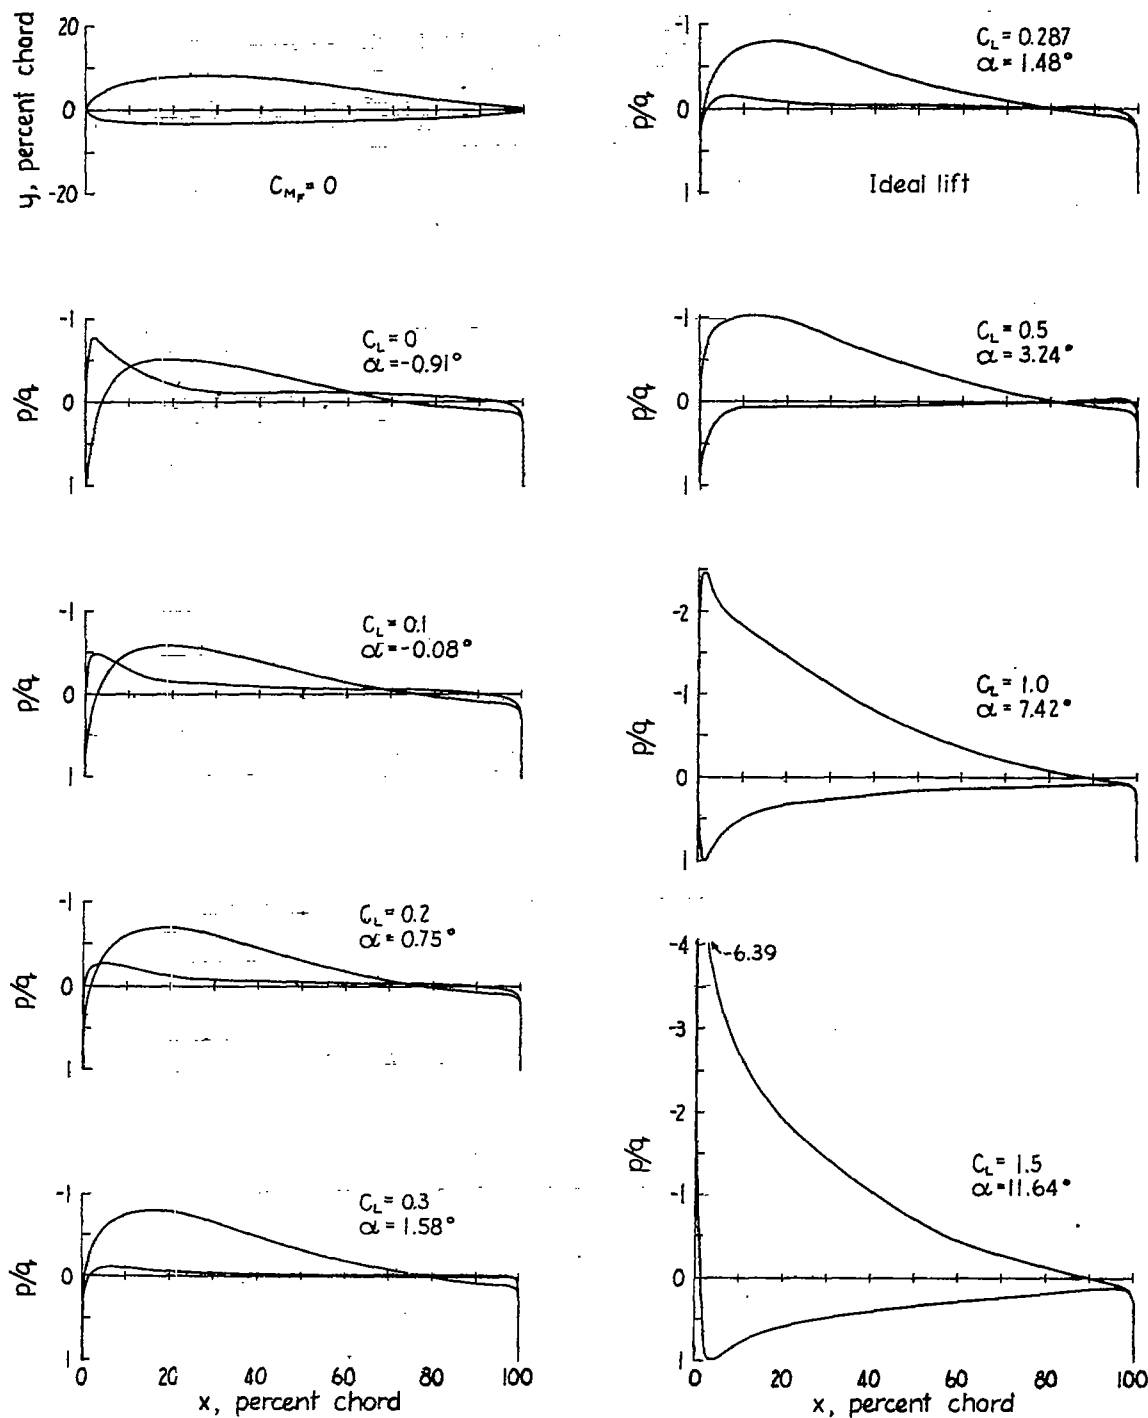 20
0
-20
y, percent chord
C_MF = 0
-1
0
1
p/q
C_L = 0
α = -0.91°
-1
0
1
p/q
C_L = 0.1
α = -0.08°
-1
0
1
p/q
C_L = 0.2
α = 0.75°
-1
0
1
p/q
C_L = 0.3
α = 1.58°
0 20 40 60 80 100
x, percent chord
-1
0
1
p/q
C_L = 0.287
α = 1.48°
Ideal lift
-1
0
1
p/q
C_L = 0.5
α = 3.24°
-2
-1
0
1
p/q
C_L = 1.0
α = 7.42°
-4
-6.39
-3
-2
-1
0
1
p/q
C_L = 1.5
α = 11.64°
0 20 40 60 80 100
x, percent chord